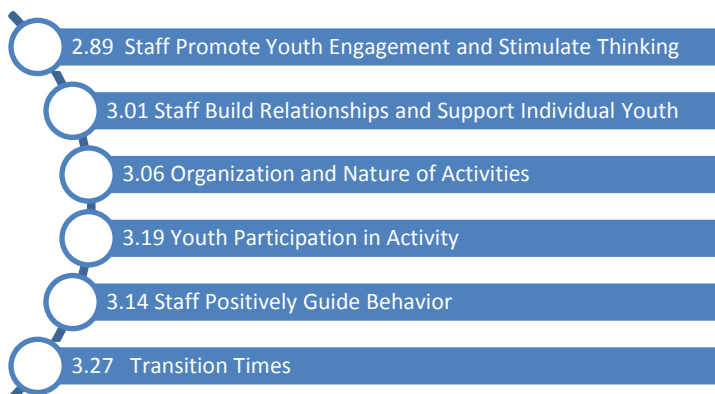 2.89 Staff Promote Youth Engagement and Stimulate Thinking
3.01 Staff Build Relationships and Support Individual Youth
3.06 Organization and Nature of Activities
3.19 Youth Participation in Activity
3.14 Staff Positively Guide Behavior
3.27 Transition Times